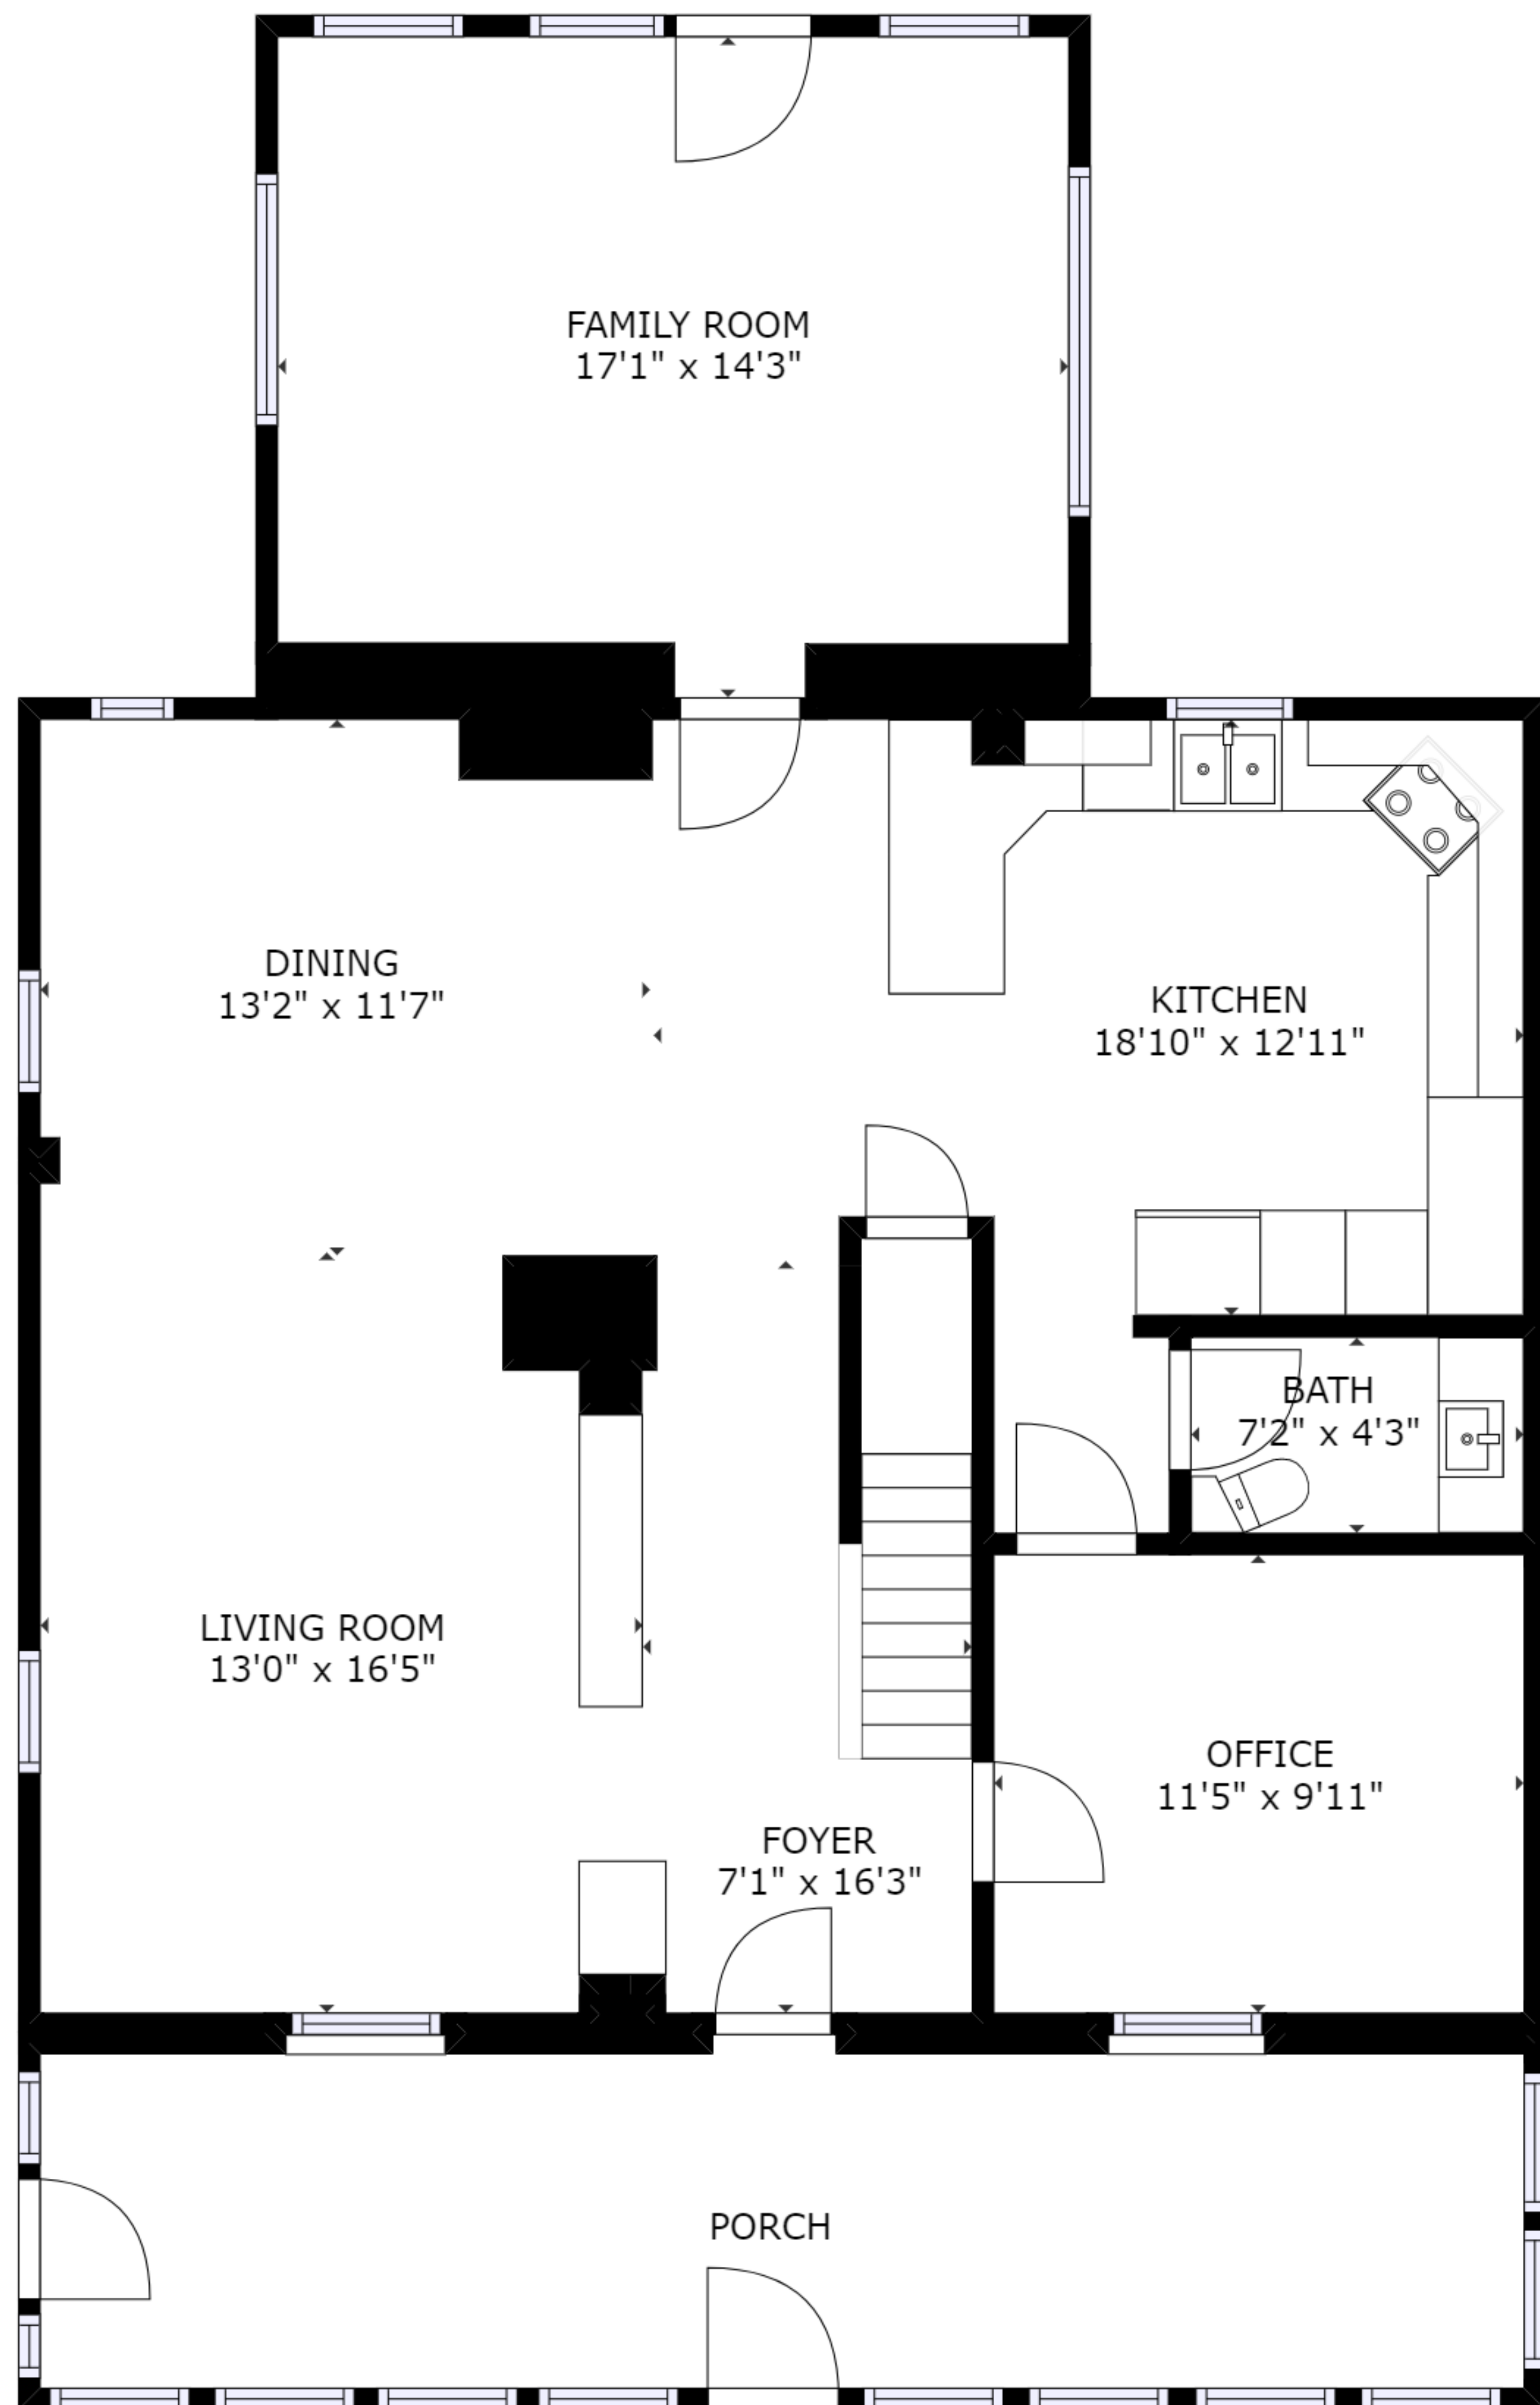 FAMILY ROOM
17'1" x 14'3"
DINING
13'2" x 11'7"
KITCHEN
18'10" x 12'11"
BATH
7'2" x 4'3"
LIVING ROOM
13'0" x 16'5"
OFFICE
11'5" x 9'11"
FOYER
7'1" x 16'3"
PORCH